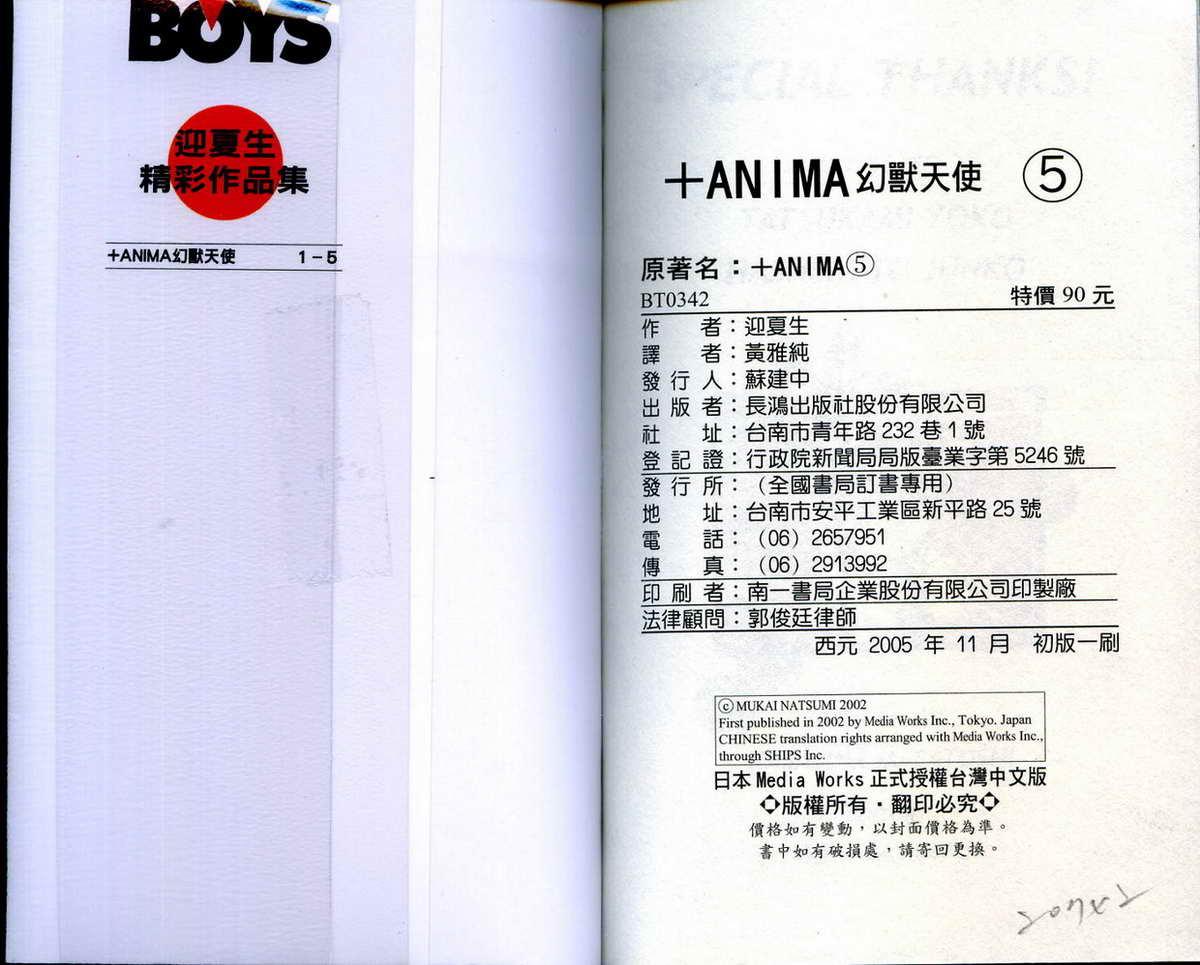 BOYS
迎夏生
精彩作品集
+ANIMA幻獸天使 1-5
+ANIMA 幻獸天使 ⑤
原著名：+ANIMA⑤
BT0342 特價 90 元
作者：迎夏生
譯者：黃雅純
發行人：蘇建中
出版者：長鴻出版社股份有限公司
社址：台南市青年路 232 巷 1 號
登記證：行政院新聞局局版臺業字第 5246 號
發行所：（全國書局訂書專用）
地址：台南市安平工業區新平路 25 號
電話：（06）2657951
傳真：（06）2913992
印刷者：南一書局企業股份有限公司印製廠
法律顧問：郭俊廷律師
西元 2005 年 11 月 初版一刷
©MUKAI NATSUMI 2002
First published in 2002 by Media Works Inc., Tokyo. Japan
CHINESE translation rights arranged with Media Works Inc.,
through SHIPS Inc.
日本 Media Works 正式授權台灣中文版
版權所有・翻印必究
價格如有變動，以封面價格為準。
書中如有破損處，請寄回更換。